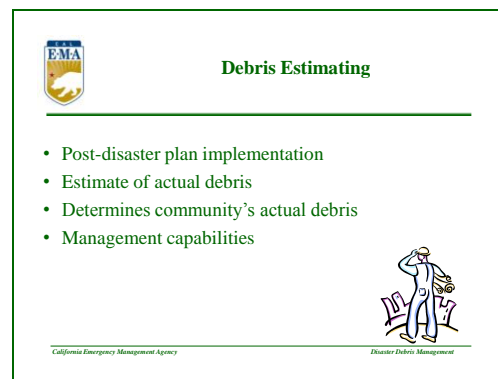 CAL
EMA
Debris Estimating
• Post-disaster plan implementation
• Estimate of actual debris
• Determines community's actual debris
• Management capabilities
California Emergency Management Agency
Disaster Debris Management